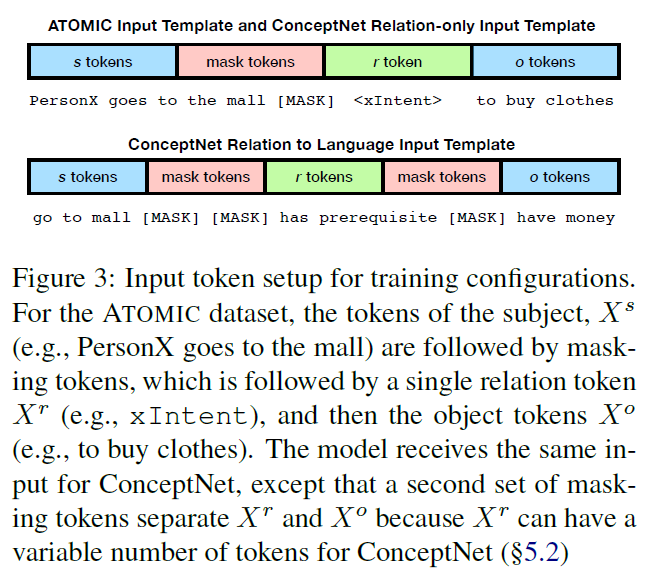 ATOMIC Input Template and ConceptNet Relation-only Input Template
s tokens mask tokens r token o tokens
PersonX goes to the mall [MASK] <xIntent> to buy clothes
ConceptNet Relation to Language Input Template
s tokens mask tokens r tokens mask tokens o tokens
go to mall [MASK] [MASK] has prerequisite [MASK] have money
Figure 3: Input token setup for training configurations.
For the ATOMIC dataset, the tokens of the subject, X^s
(e.g., PersonX goes to the mall) are followed by mask-
ing tokens, which is followed by a single relation token
X^r (e.g., xIntent), and then the object tokens X^o
(e.g., to buy clothes). The model receives the same in-
put for ConceptNet, except that a second set of mask-
ing tokens separate X^r and X^o because X^r can have a
variable number of tokens for ConceptNet (§5.2)